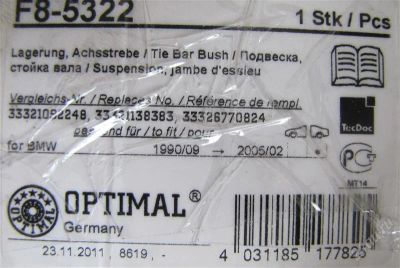 F8-5322
1 Stk / Pcs
Lagerung, Achsstrebe / Tie Bar Bush / Подвеска,
стойка вала / Suspension, jambe d'essieu
Vergleichs-Nr. / Replaces No. / Référence de rempl.
33321092248, 33321138383, 33326770824
passend für / to fit / pour
for BMW 1990/09 → 2005/02
TecDoc
MT14
OPTIMAL®
Germany
23.11.2011 , 8619 , -
4 031185 177825